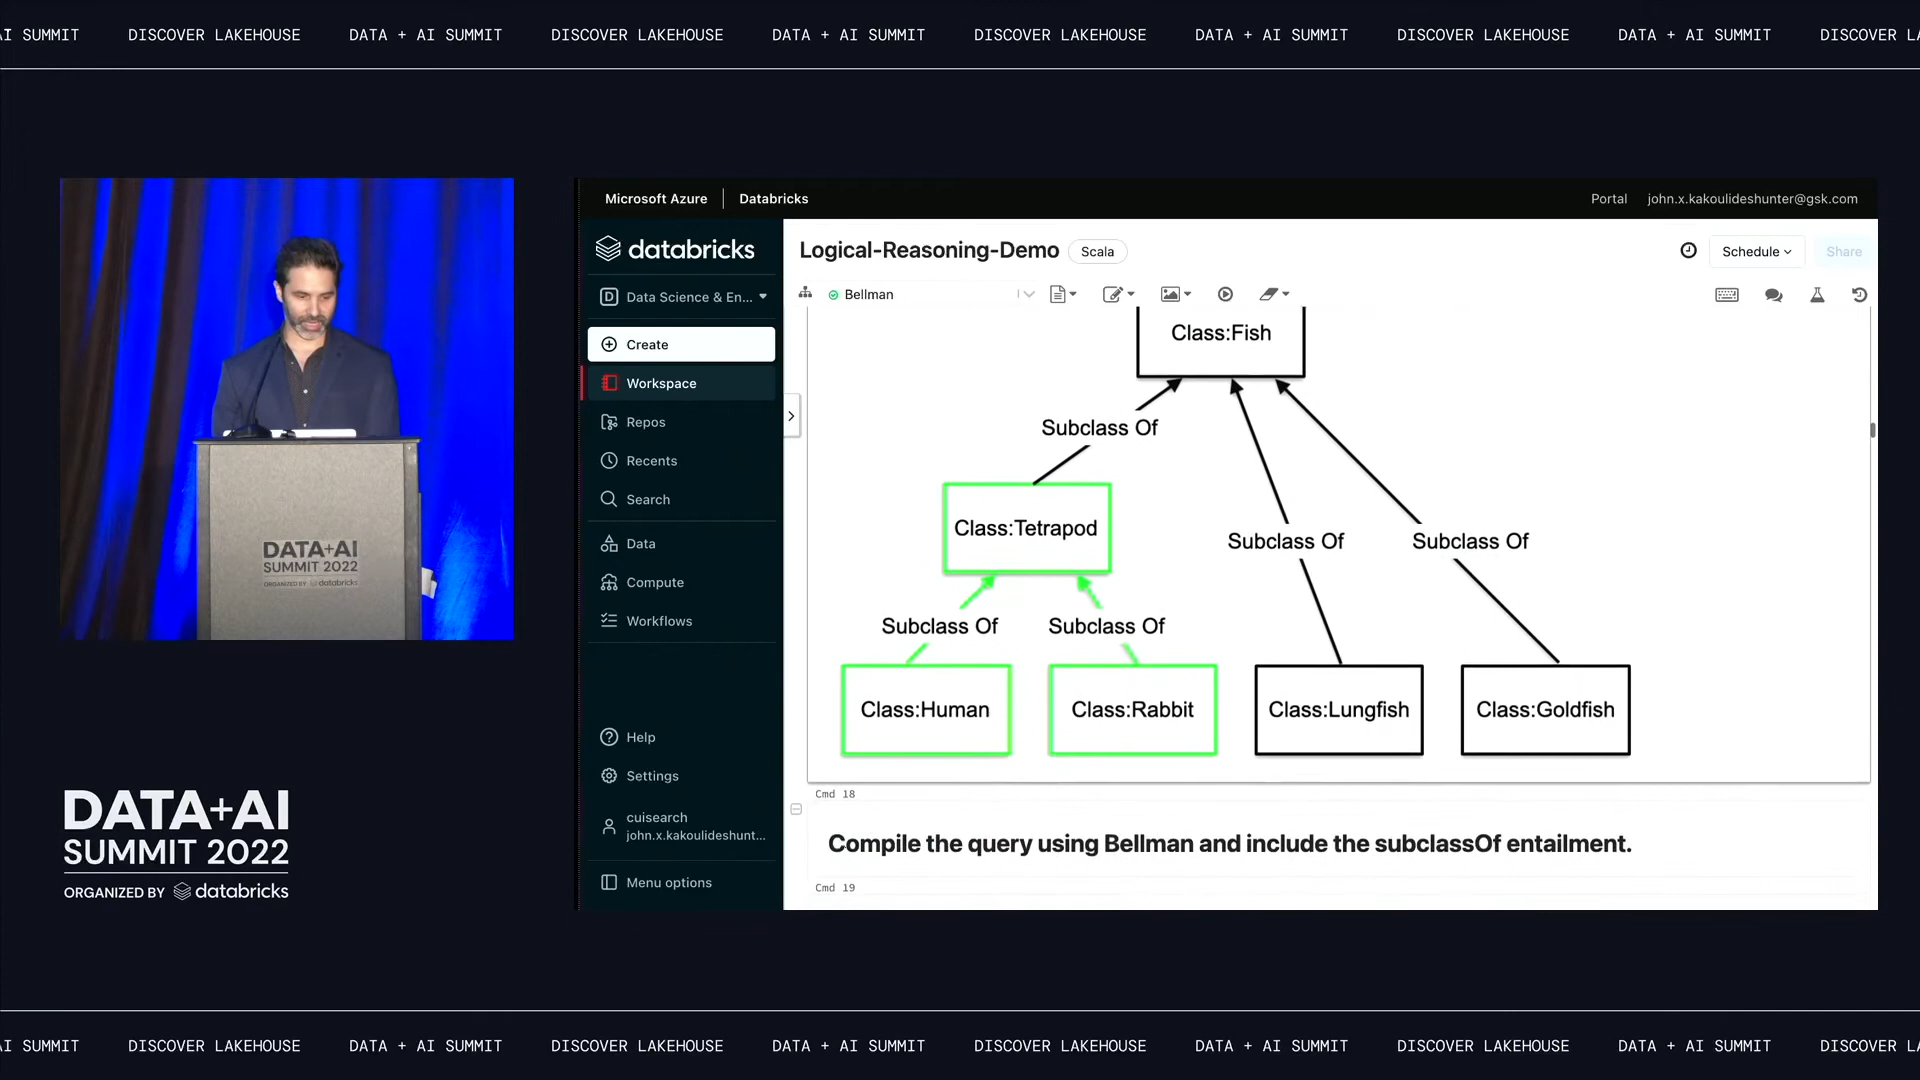 AI SUMMIT DISCOVER LAKEHOUSE DATA + AI SUMMIT DISCOVER LAKEHOUSE DATA + AI SUMMIT DISCOVER LAKEHOUSE DATA + AI SUMMIT DISCOVER LAKEHOUSE DATA + AI SUMMIT DISCOVER LA
DATA+AI
SUMMIT 2022
ORGANIZED BY databricks
DATA+AI
SUMMIT 2022
ORGANIZED BY databricks
Microsoft Azure Databricks Portal john.x.kakoulideshunter@gsk.com
databricks
D Data Science & En...
Create
Workspace
Repos
Recents
Search
Data
Compute
Workflows
Help
Settings
cuisearch
john.x.kakoulideshunt...
Menu options
Logical-Reasoning-Demo Scala Schedule Share
Bellman
Class:Fish
Subclass Of
Class:Tetrapod
Subclass Of Subclass Of
Subclass Of Subclass Of
Class:Human Class:Rabbit Class:Lungfish Class:Goldfish
Cmd 18
Compile the query using Bellman and include the subclassOf entailment.
Cmd 19
AI SUMMIT DISCOVER LAKEHOUSE DATA + AI SUMMIT DISCOVER LAKEHOUSE DATA + AI SUMMIT DISCOVER LAKEHOUSE DATA + AI SUMMIT DISCOVER LAKEHOUSE DATA + AI SUMMIT DISCOVER LA